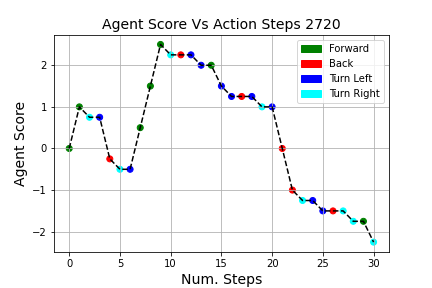 Agent Score Vs Action Steps 2720
Forward
Back
Turn Left
Turn Right
Agent Score
2
1
0
−1
−2
0 5 10 15 20 25 30
Num. Steps